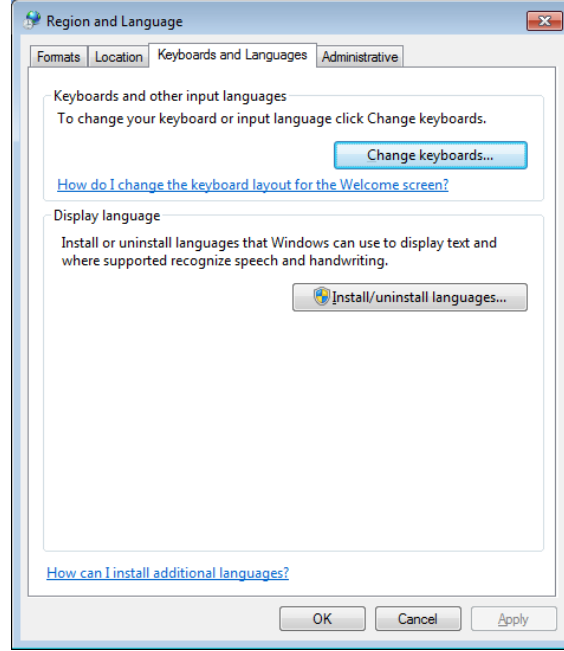 Region and Language
Formats Location Keyboards and Languages Administrative
Keyboards and other input languages
To change your keyboard or input language click Change keyboards.
Change keyboards...
How do I change the keyboard layout for the Welcome screen?
Display language
Install or uninstall languages that Windows can use to display text and
where supported recognize speech and handwriting.
Install/uninstall languages...
How can I install additional languages?
OK Cancel Apply